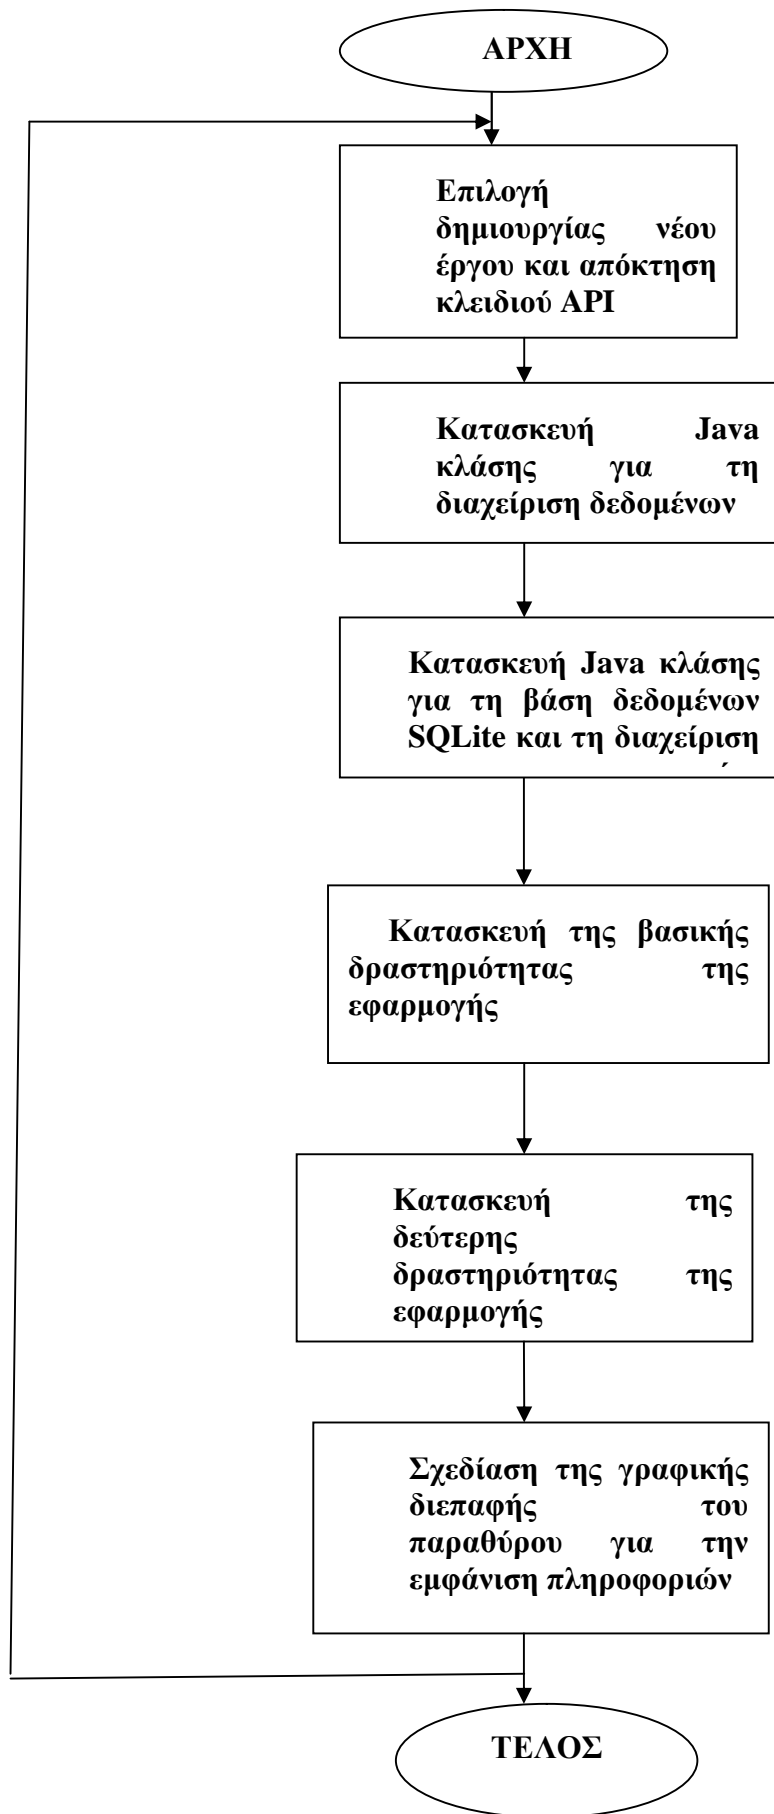 ΑΡΧΗ
Επιλογή
δημιουργίας νέου
έργου και απόκτηση
κλειδιού API
Κατασκευή Java
κλάσης για τη
διαχείριση δεδομένων
Κατασκευή Java κλάσης
για τη βάση δεδομένων
SQLite και τη διαχείριση
Κατασκευή της βασικής
δραστηριότητας της
εφαρμογής
Κατασκευή της
δεύτερης
δραστηριότητας της
εφαρμογής
Σχεδίαση της γραφικής
διεπαφής του
παραθύρου για την
εμφάνιση πληροφοριών
ΤΕΛΟΣ